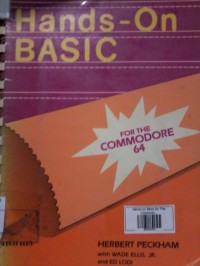 Hands-On
BASIC
FOR THE
COMMODORE
64
HERBERT PECKHAM
with WADE ELLIS, JR.
and ED LODI